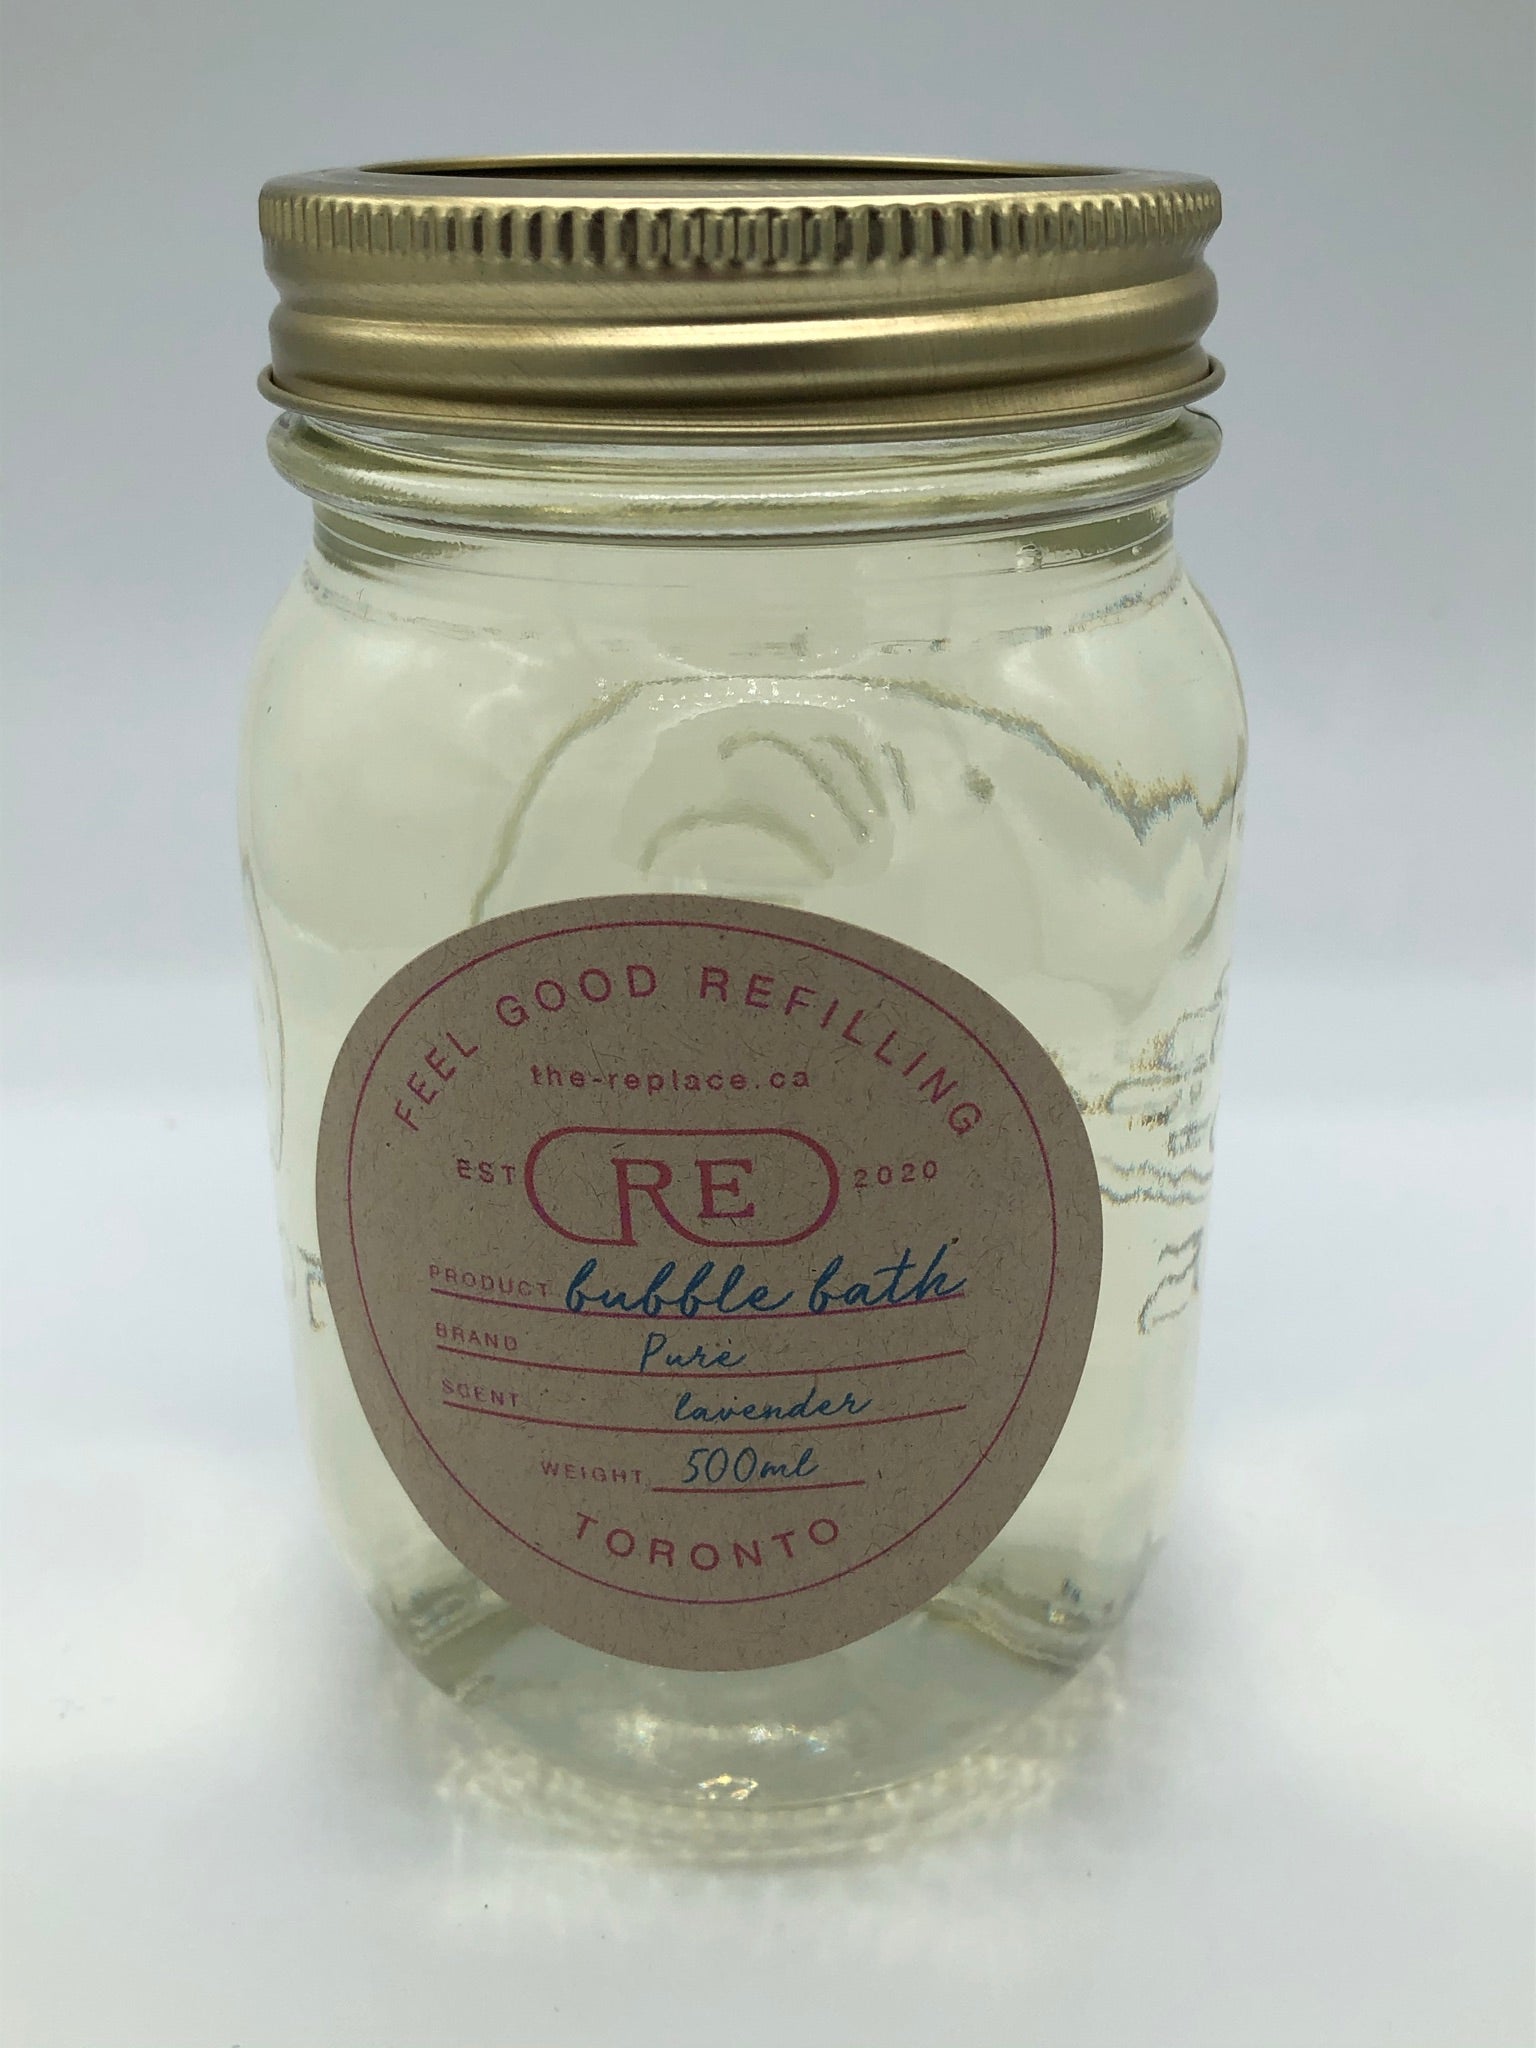 FEEL GOOD REFILLING
the-replace.ca
EST RE 2020
PRODUCT bubble bath
BRAND Pure
SCENT lavender
WEIGHT 500ml
TORONTO